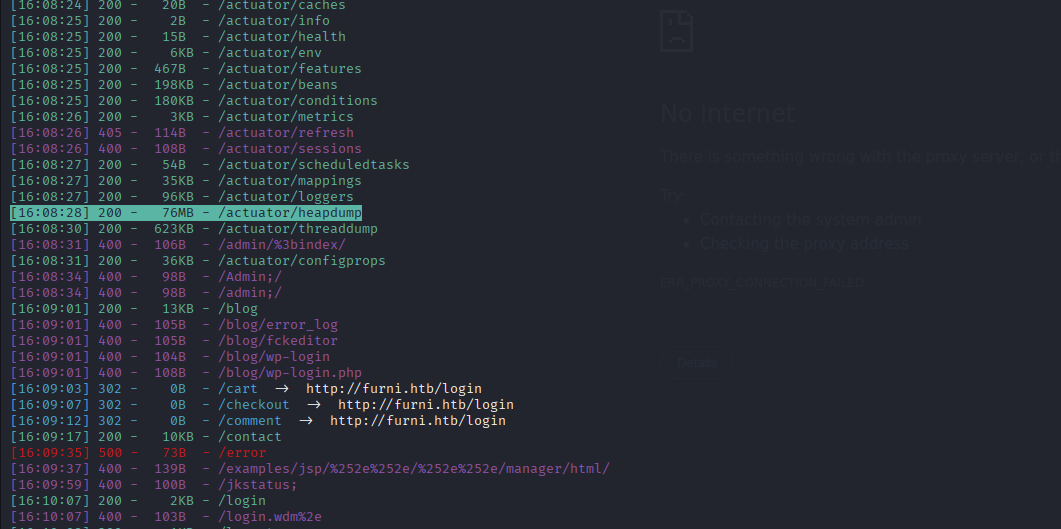 [16:08:24] 200 -   20B  - /actuator/caches
[16:08:25] 200 -    2B  - /actuator/info
[16:08:25] 200 -   15B  - /actuator/health
[16:08:25] 200 -    6KB - /actuator/env
[16:08:25] 200 -  467B  - /actuator/features
[16:08:25] 200 -  198KB - /actuator/beans
[16:08:25] 200 -  180KB - /actuator/conditions
[16:08:26] 200 -    3KB - /actuator/metrics
[16:08:26] 405 -  114B  - /actuator/refresh
[16:08:26] 400 -  108B  - /actuator/sessions
[16:08:27] 200 -   54B  - /actuator/scheduledtasks
[16:08:27] 200 -   35KB - /actuator/mappings
[16:08:27] 200 -   96KB - /actuator/loggers
[16:08:28] 200 -   76MB - /actuator/heapdump
[16:08:30] 200 -  623KB - /actuator/threaddump
[16:08:31] 400 -  106B  - /admin/%3bindex/
[16:08:31] 200 -   36KB - /actuator/configprops
[16:08:34] 400 -   98B  - /Admin;/
[16:08:34] 400 -   98B  - /admin;/
[16:09:01] 200 -   13KB - /blog
[16:09:01] 400 -  105B  - /blog/error_log
[16:09:01] 400 -  105B  - /blog/fckeditor
[16:09:01] 400 -  104B  - /blog/wp-login
[16:09:01] 400 -  108B  - /blog/wp-login.php
[16:09:03] 302 -    0B  - /cart  →  http://furni.htb/login
[16:09:07] 302 -    0B  - /checkout  →  http://furni.htb/login
[16:09:12] 302 -    0B  - /comment  →  http://furni.htb/login
[16:09:17] 200 -   10KB - /contact
[16:09:35] 500 -   73B  - /error
[16:09:37] 400 -  139B  - /examples/jsp/%252e%252e/%252e%252e/manager/html/
[16:09:59] 400 -  100B  - /jkstatus;
[16:10:07] 200 -    2KB - /login
[16:10:07] 400 -  103B  - /login.wdm%2e
No internet
There is something wrong with the proxy server, or
Try:
Contacting the system admin
Checking the proxy address
ERR_PROXY_CONNECTION_FAILED
Details